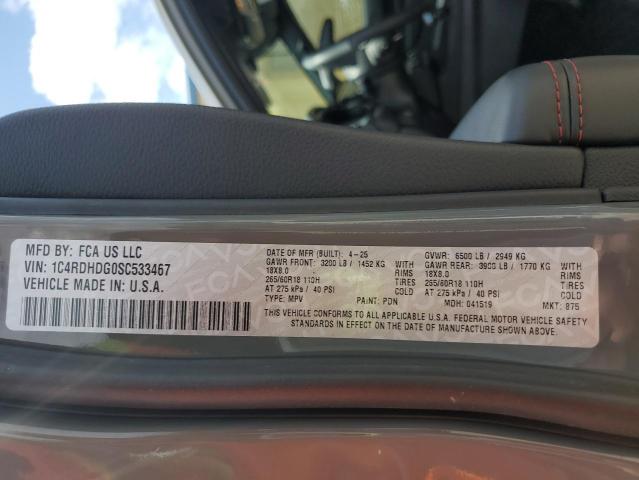 MFD BY: FCA US LLC
VIN: 1C4RDHDG0SC533467
VEHICLE MADE IN: U.S.A.
DATE OF MFR (BUILT): 4-25 GVWR: 6500 LB / 2949 KG
GAWR FRONT: 3200 LB / 1452 KG GAWR REAR: 3900 LB / 1770 KG
18X8.0 RIMS 18X8.0 RIMS
265/60R18 110H TIRES 265/60R18 110H TIRES
AT 275 kPa / 40 PSI COLD AT 275 kPa / 40 PSI COLD
TYPE: MPV PAINT: PDN MDH: 041519 MKT: 875
THIS VEHICLE CONFORMS TO ALL APPLICABLE U.S.A. FEDERAL MOTOR VEHICLE SAFETY
STANDARDS IN EFFECT ON THE DATE OF MANUFACTURE SHOWN ABOVE.